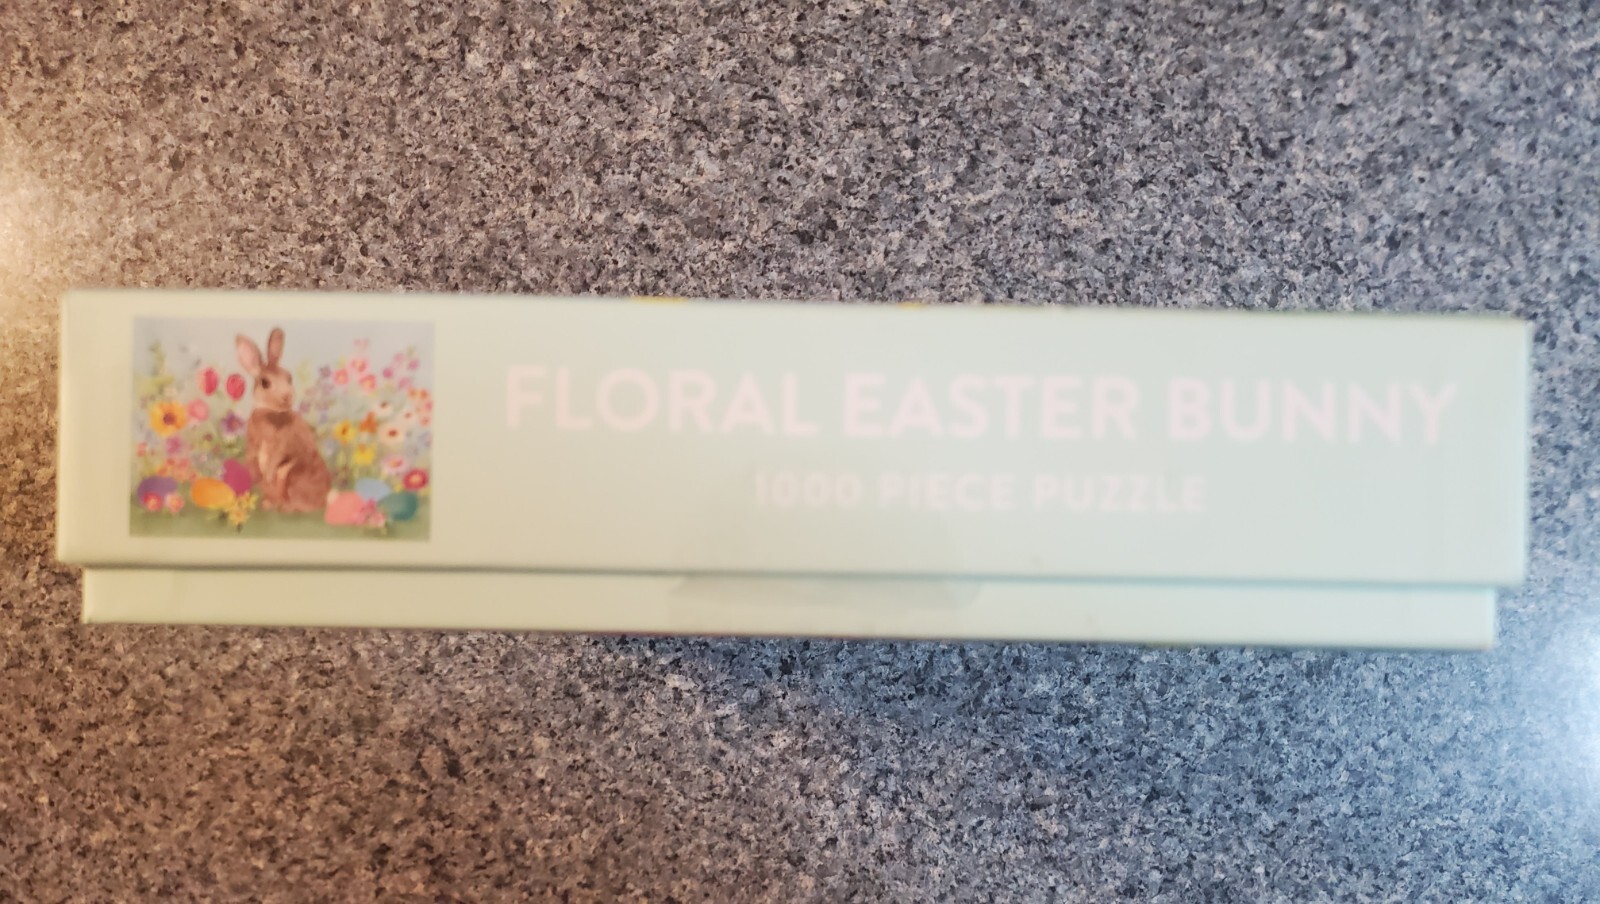 FLORAL EASTER BUNNY
1000 PIECE PUZZLE